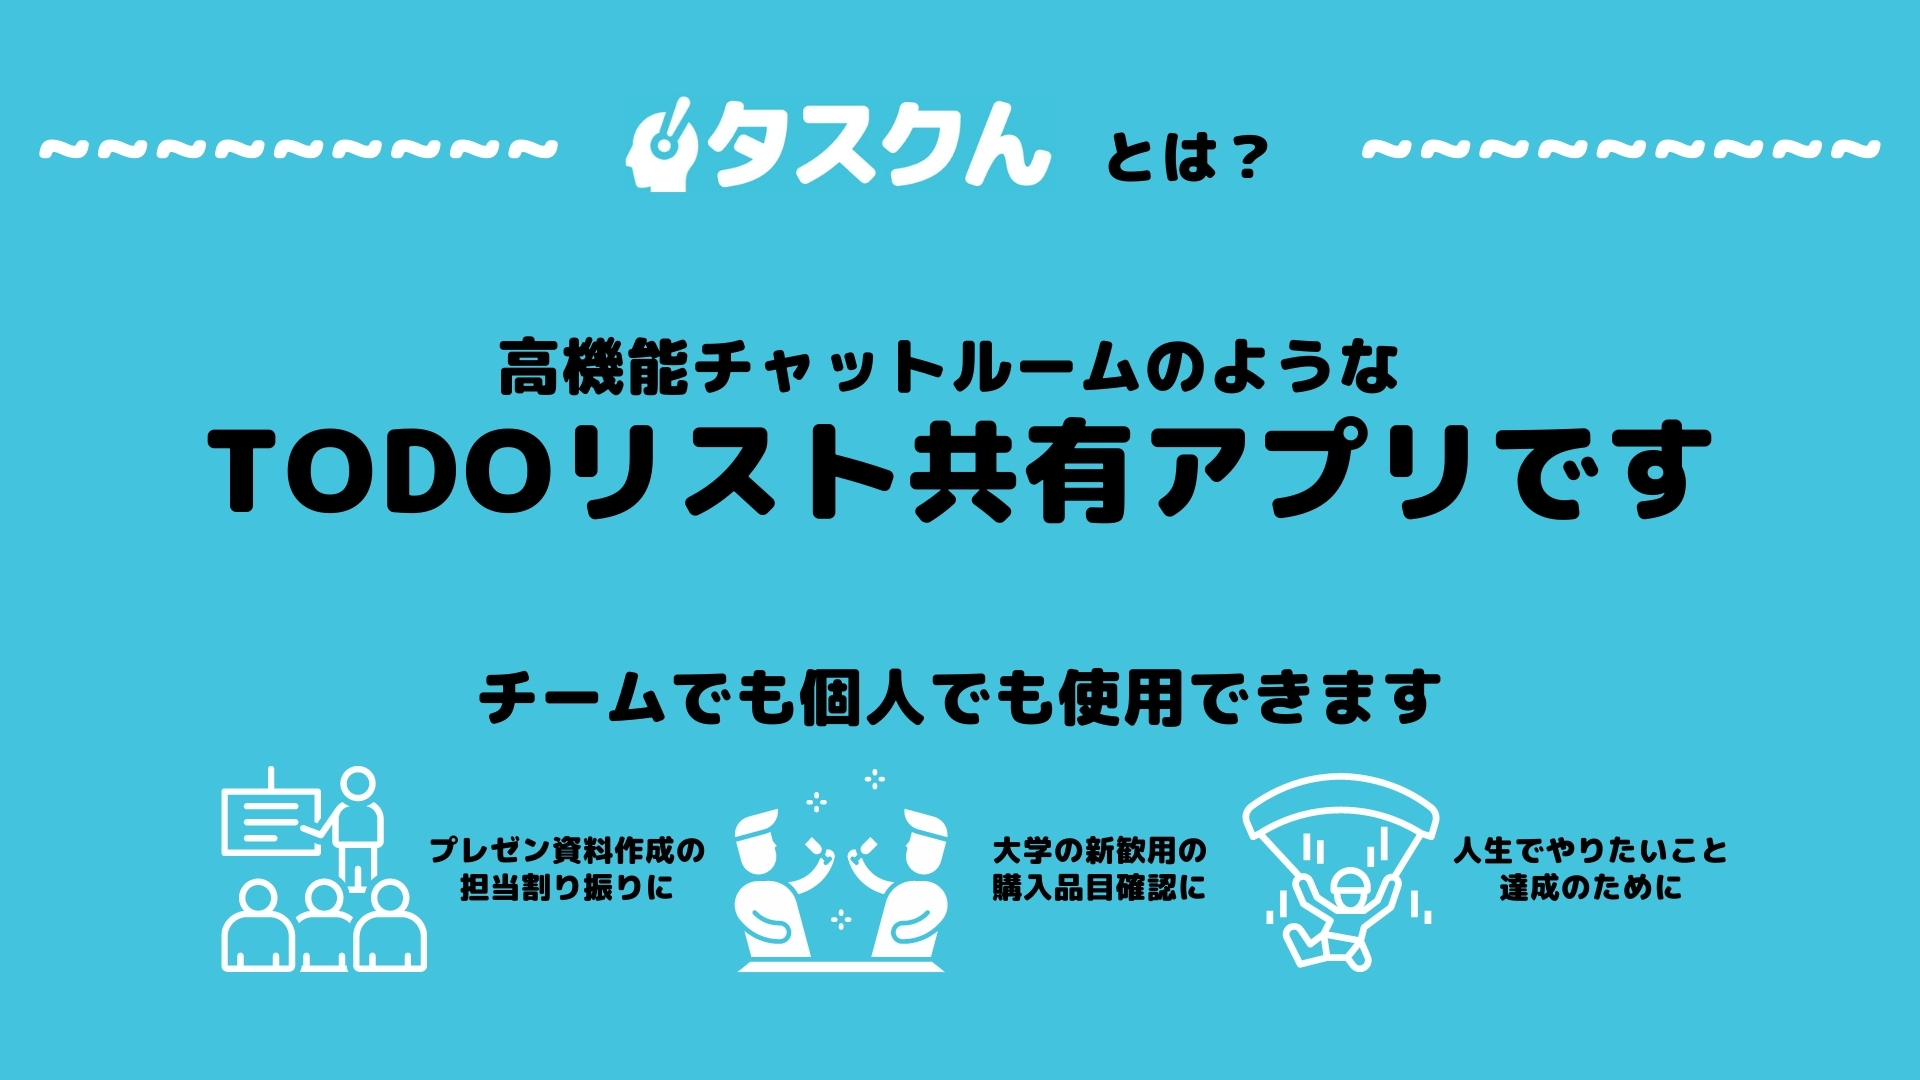 ~~~~~~~~~ タスクん とは？ ~~~~~~~~~
高機能チャットルームのような
TODOリスト共有アプリです
チームでも個人でも使用できます
プレゼン資料作成の
担当割り振りに
大学の新歓用の
購入品目確認に
人生でやりたいこと
達成のために